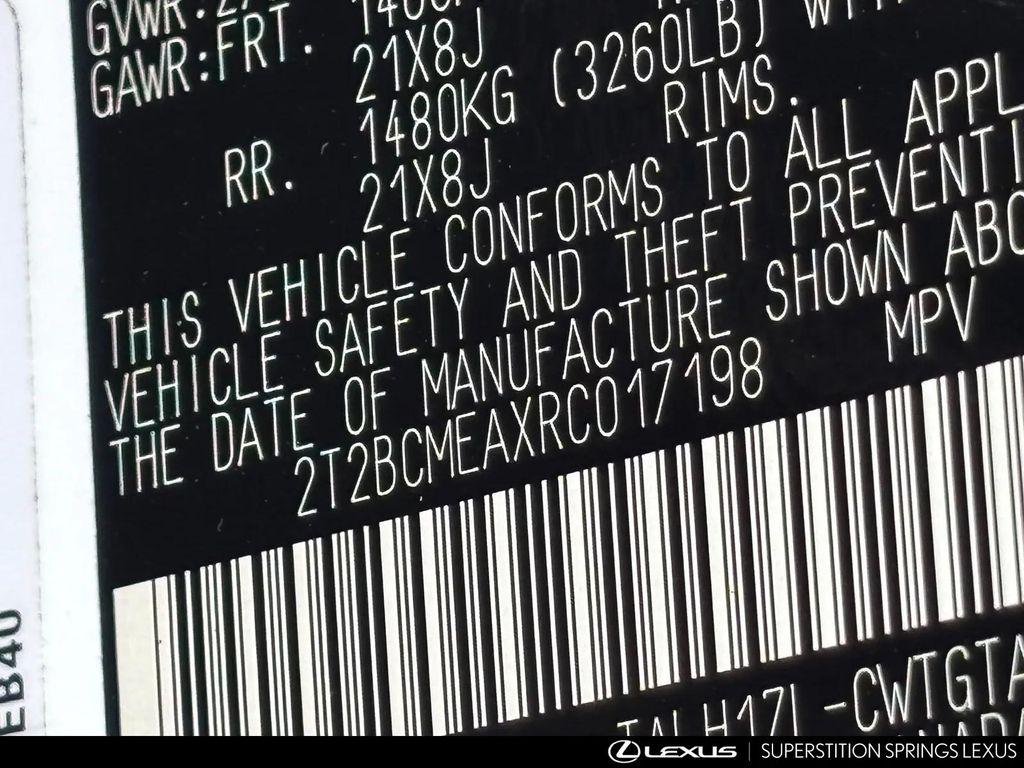 GVWR:
GAWR:FRT.
21X8J
1480KG (3260LB)
RR. 21X8J RIMS.
THIS VEHICLE CONFORMS TO ALL APPL
VEHICLE SAFETY AND THEFT PREVENTI
THE DATE OF MANUFACTURE SHOWN ABO
2T2BCMEAXRC017198 MPV
-CWTGTA
EB40
LEXUS | SUPERSTITION SPRINGS LEXUS